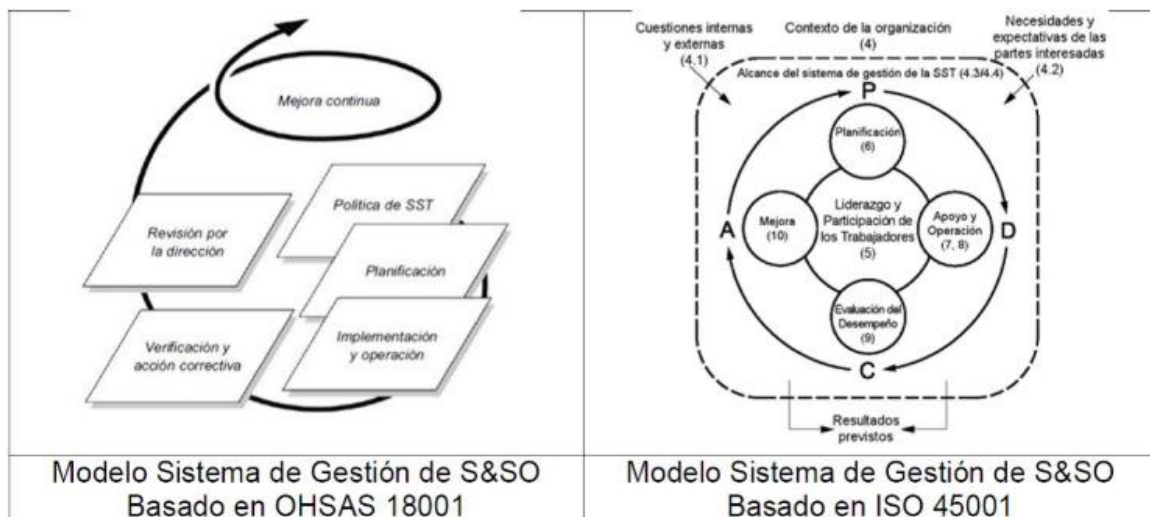 Mejora continua
Política de SST
Revisión por
la dirección
Planificación
Implementación
y operación
Verificación y
acción correctiva
Modelo Sistema de Gestión de S&SO
Basado en OHSAS 18001
Cuestiones internas
y externas
(4.1)
Contexto de la organización
(4)
Necesidades y
expectativas de las
partes interesadas
(4.2)
Alcance del sistema de gestión de la SST (4.3/4.4)
P
Planificación
(6)
A
Mejora
(10)
Liderazgo y
Participación de
los Trabajadores
(5)
Apoyo y
Operación
(7, 8)
D
Evaluación del
Desempeño
(9)
C
Resultados
previstos
Modelo Sistema de Gestión de S&SO
Basado en ISO 45001